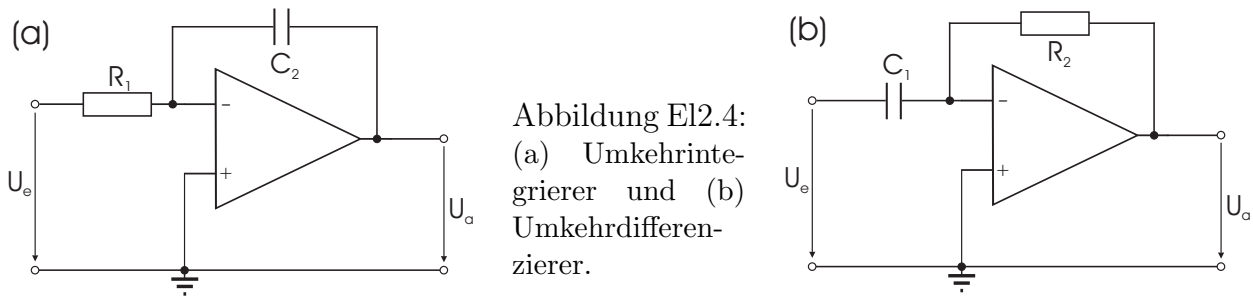 (a)
C₂
R₁
−
+
Uₑ
Uₐ
Abbildung El2.4:
(a) Umkehrinte-
grierer und (b)
Umkehrdifferen-
zierer.
(b)
R₂
C₁
−
+
Uₑ
Uₐ